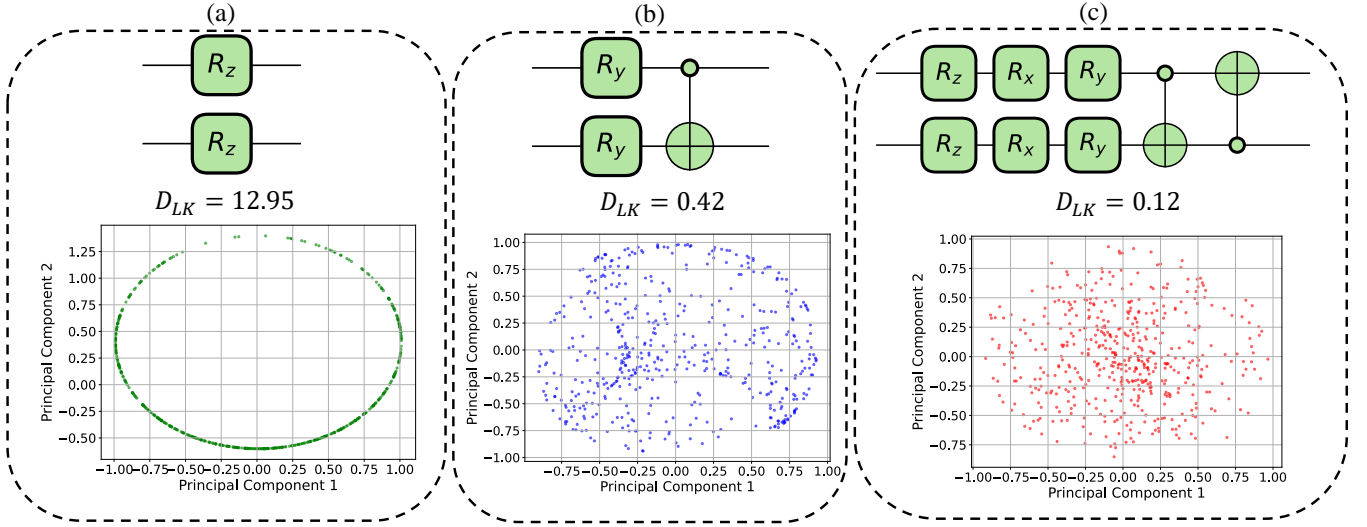 (a)
R_z
R_z
D_{LK} = 12.95
Principal Component 2
1.25
1.00
0.75
0.50
0.25
0.00
−0.25
−0.50
−1.00 −0.75 −0.50 −0.25 0.00 0.25 0.50 0.75 1.00
Principal Component 1
(b)
R_y
R_y
D_{LK} = 0.42
Principal Component 2
1.00
0.75
0.50
0.25
0.00
−0.25
−0.50
−0.75
−1.00
−0.75 −0.50 −0.25 0.00 0.25 0.50 0.75 1.00
Principal Component 1
(c)
R_z R_x R_y
R_z R_x R_y
D_{LK} = 0.12
Principal Component 2
1.00
0.75
0.50
0.25
0.00
−0.25
−0.50
−0.75
−1.00 −0.75 −0.50 −0.25 0.00 0.25 0.50 0.75 1.00
Principal Component 1